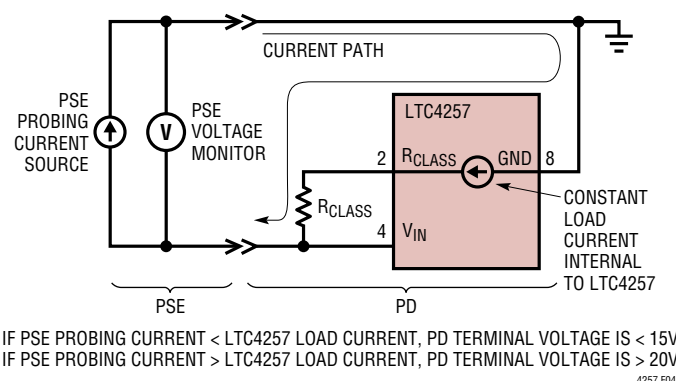 CURRENT PATH
PSE
PROBING
CURRENT
SOURCE
V
PSE
VOLTAGE
MONITOR
LTC4257
2
RCLASS
GND
8
RCLASS
4
VIN
CONSTANT
LOAD
CURRENT
INTERNAL
TO LTC4257
PSE
PD
IF PSE PROBING CURRENT < LTC4257 LOAD CURRENT, PD TERMINAL VOLTAGE IS < 15V
IF PSE PROBING CURRENT > LTC4257 LOAD CURRENT, PD TERMINAL VOLTAGE IS > 20V
4257 F04